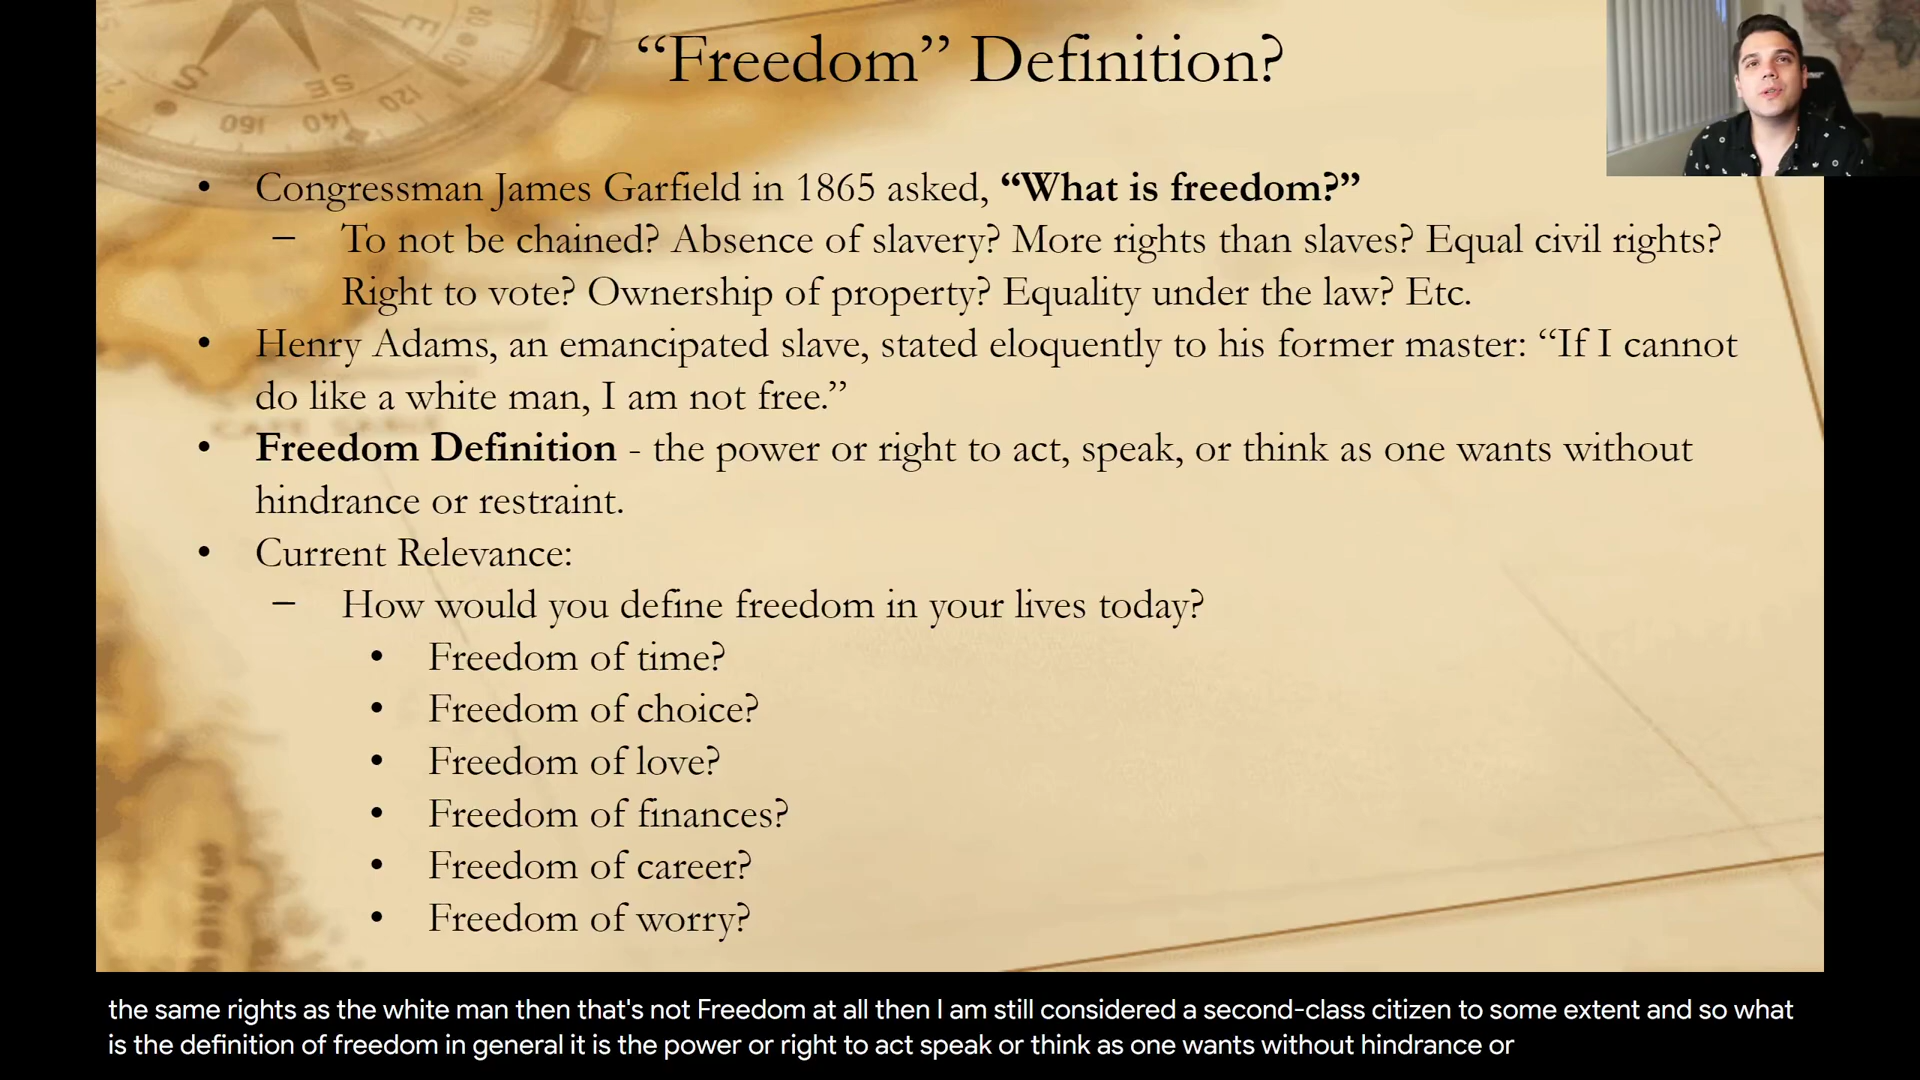 “Freedom” Definition?
S
SE
E
160
140
120
80
• Congressman James Garfield in 1865 asked, “What is freedom?”
– To not be chained? Absence of slavery? More rights than slaves? Equal civil rights?
Right to vote? Ownership of property? Equality under the law? Etc.
• Henry Adams, an emancipated slave, stated eloquently to his former master: “If I cannot
do like a white man, I am not free.”
• Freedom Definition - the power or right to act, speak, or think as one wants without
hindrance or restraint.
• Current Relevance:
– How would you define freedom in your lives today?
• Freedom of time?
• Freedom of choice?
• Freedom of love?
• Freedom of finances?
• Freedom of career?
• Freedom of worry?
the same rights as the white man then that's not Freedom at all then I am still considered a second-class citizen to some extent and so what
is the definition of freedom in general it is the power or right to act speak or think as one wants without hindrance or